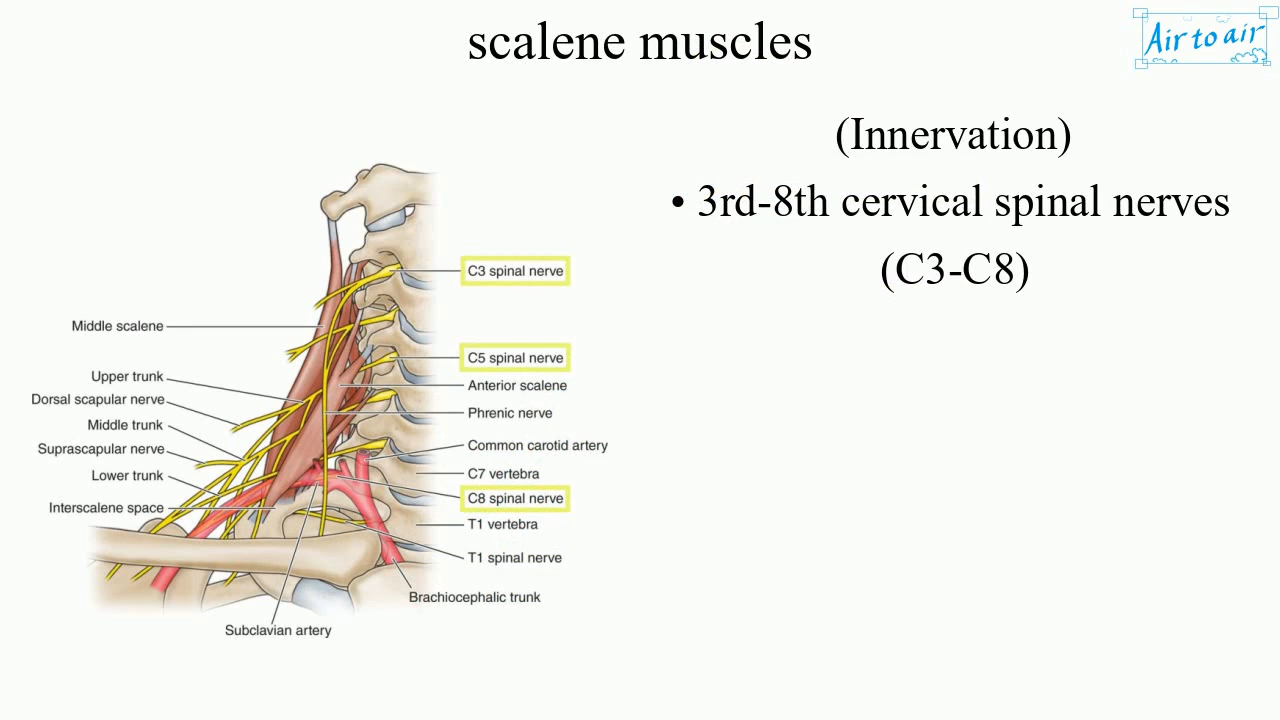 scalene muscles
Air to air
(Innervation)
• 3rd-8th cervical spinal nerves
(C3-C8)
C3 spinal nerve
Middle scalene
C5 spinal nerve
Upper trunk
Anterior scalene
Dorsal scapular nerve
Phrenic nerve
Middle trunk
Common carotid artery
Suprascapular nerve
C7 vertebra
Lower trunk
C8 spinal nerve
Interscalene space
T1 vertebra
T1 spinal nerve
Brachiocephalic trunk
Subclavian artery